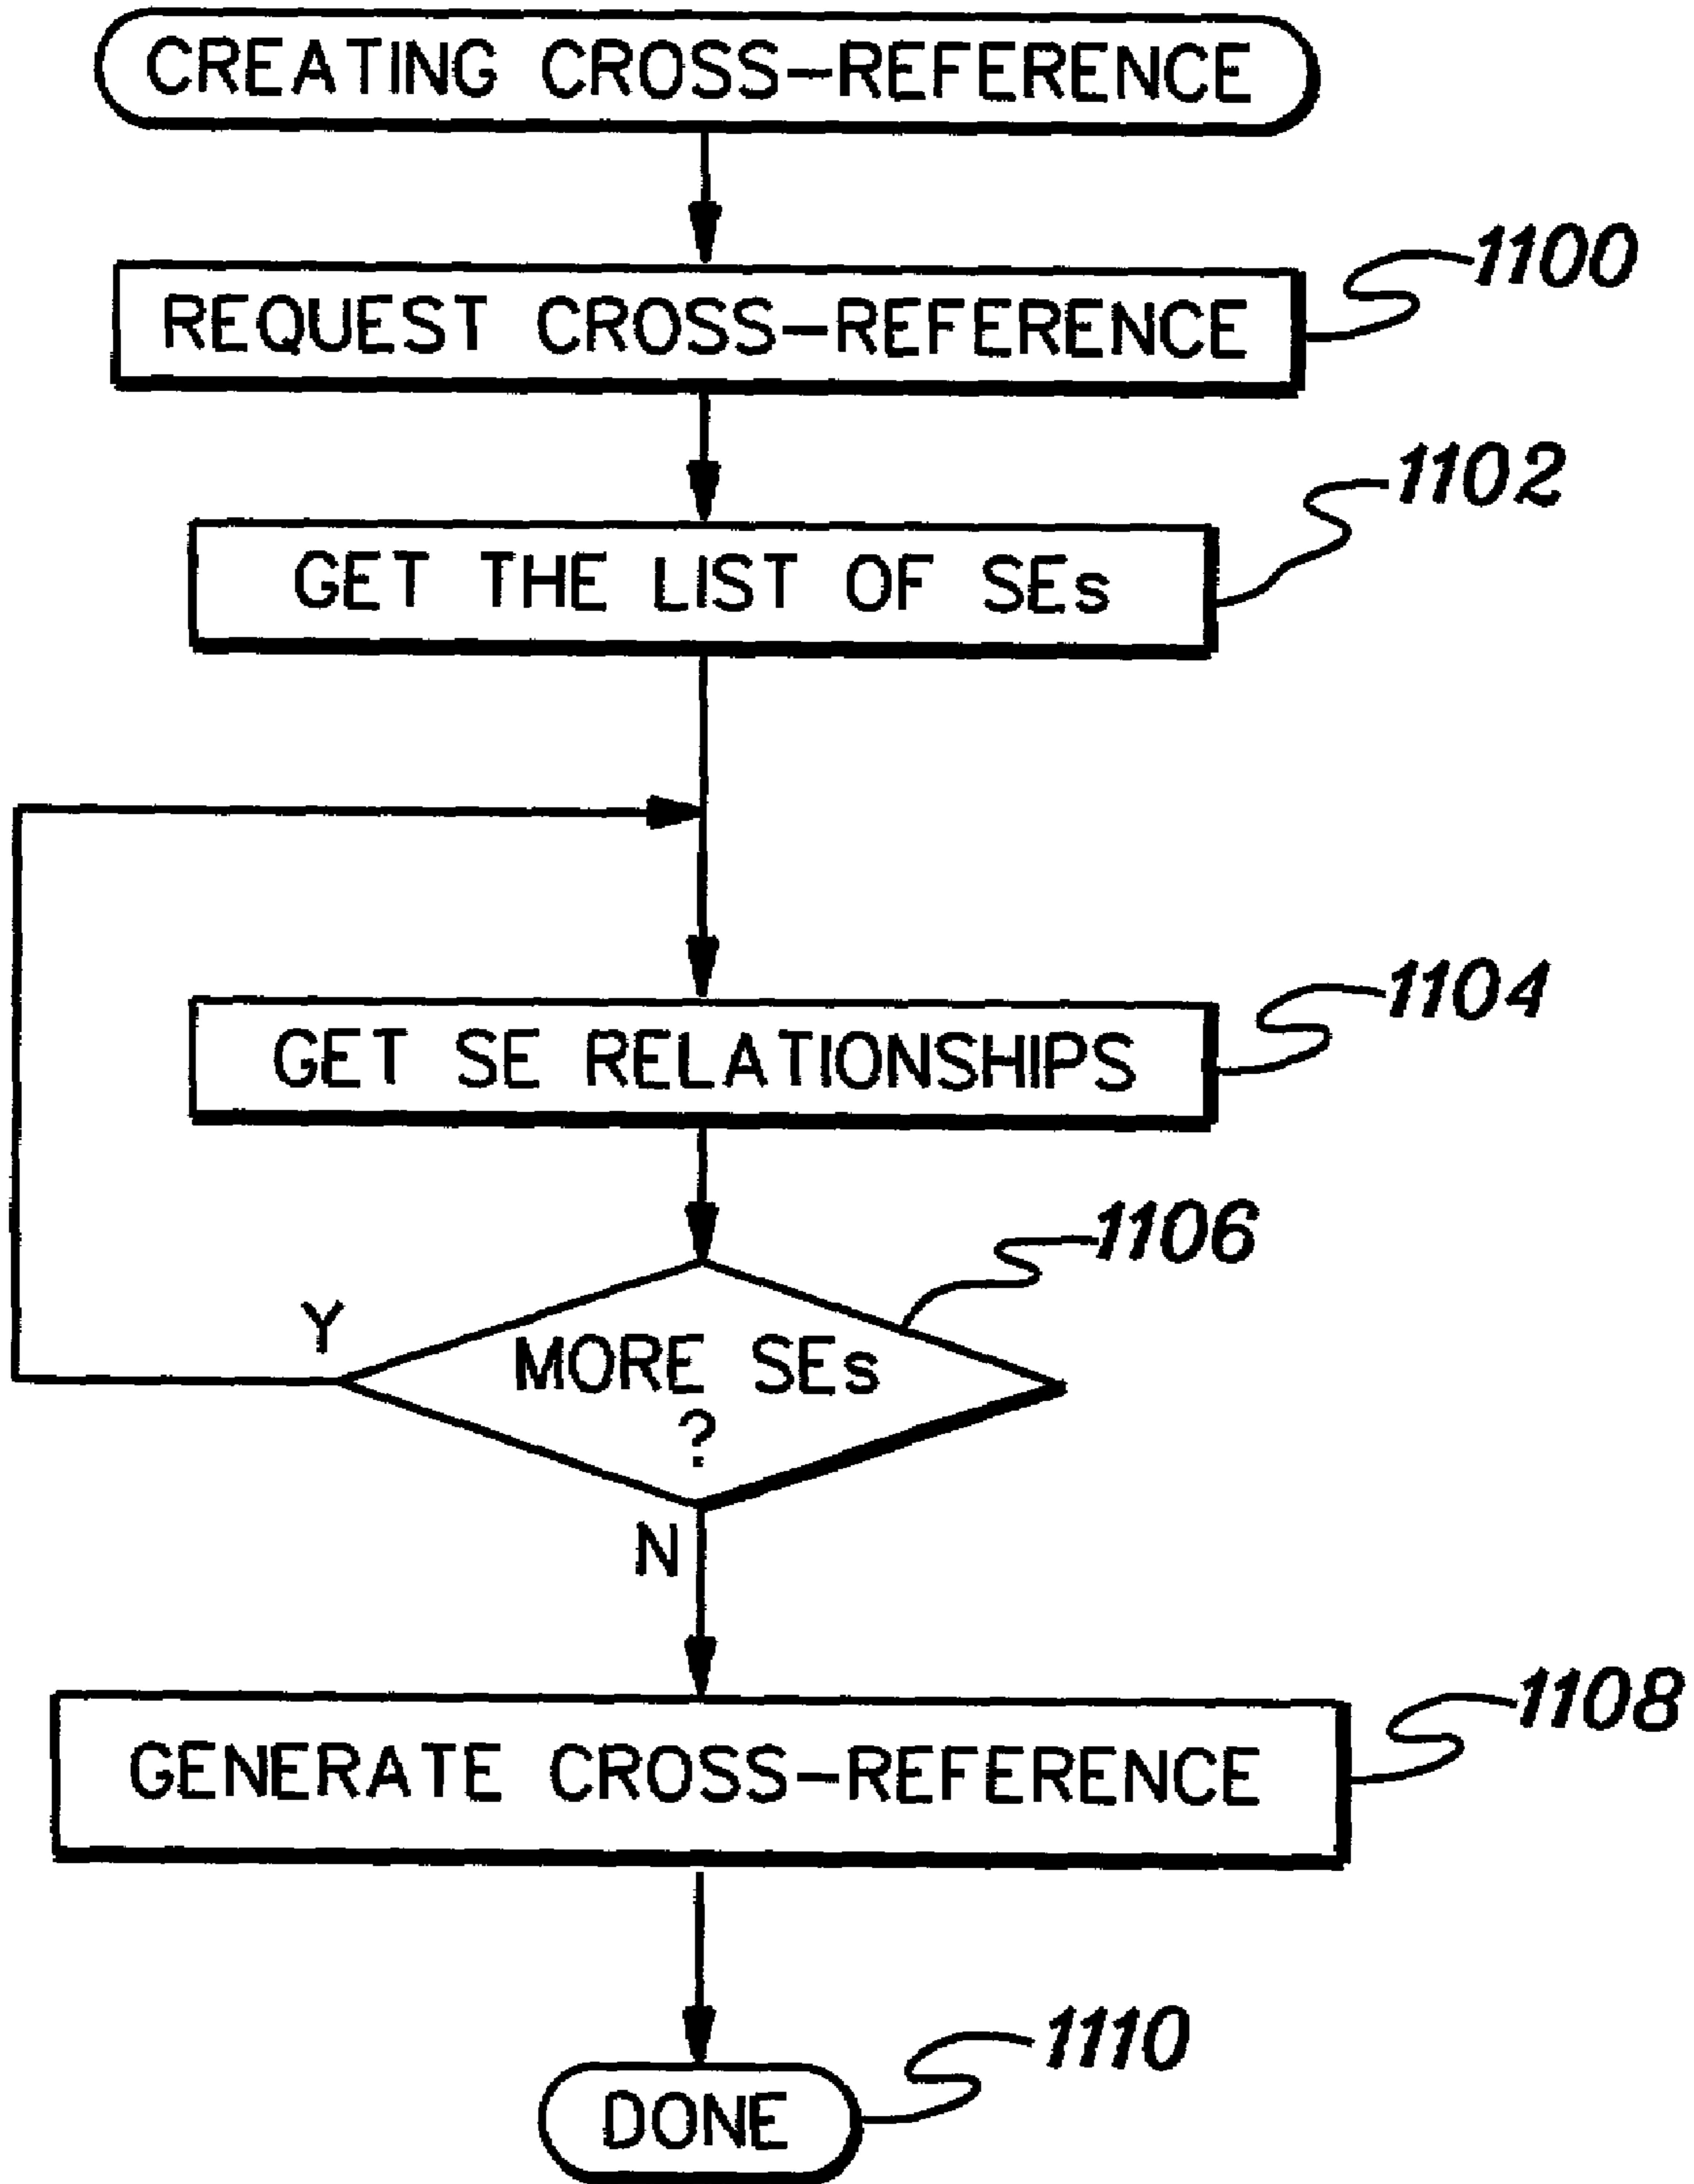 CREATING CROSS-REFERENCE
1100
REQUEST CROSS-REFERENCE
1102
GET THE LIST OF SEs
1104
GET SE RELATIONSHIPS
1106
Y
MORE SEs
?
N
1108
GENERATE CROSS-REFERENCE
1110
DONE